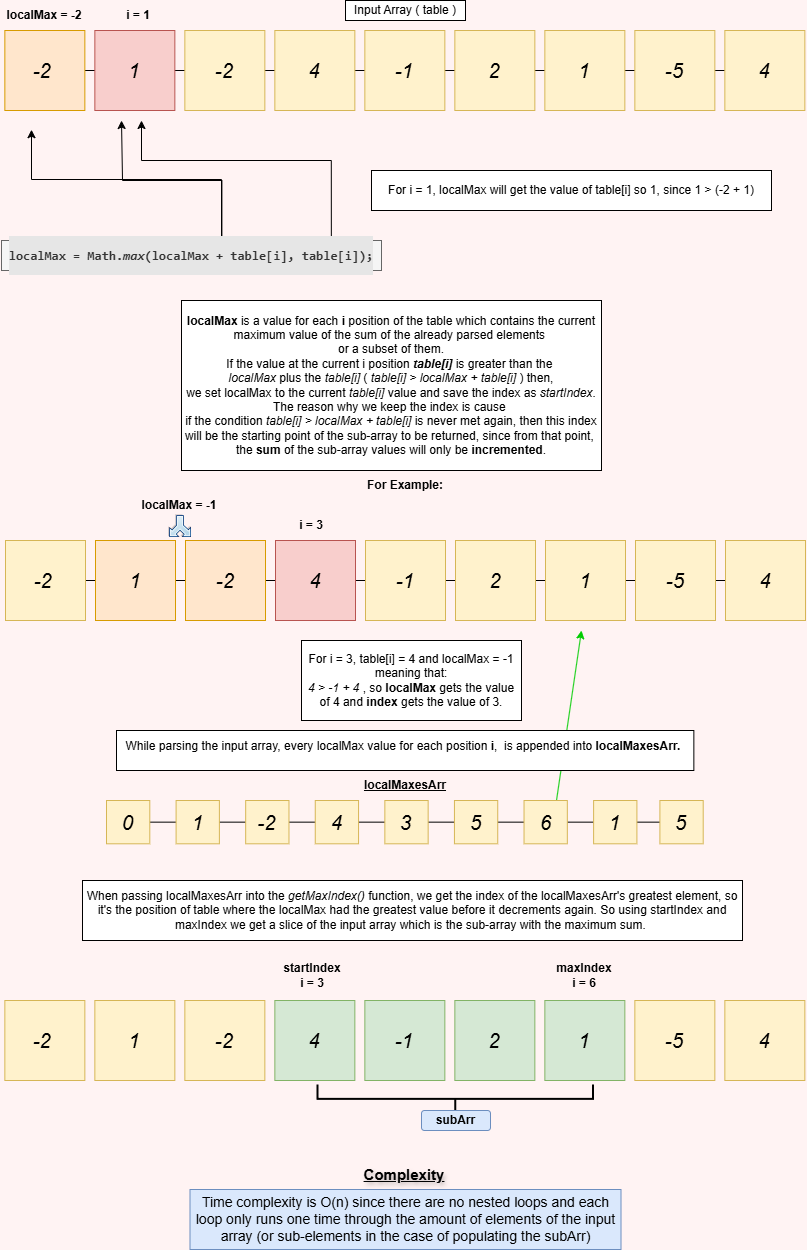 Input Array ( table )
localMax = -2
i = 1
-2 1 -2 4 -1 2 1 -5 4
For i = 1, localMax will get the value of table[i] so 1, since 1 > (-2 + 1)
localMax = Math.max(localMax + table[i], table[i]);
localMax is a value for each i position of the table which contains the current
maximum value of the sum of the already parsed elements
or a subset of them.
If the value at the current i position table[i] is greater than the
localMax plus the table[i] ( table[i] > localMax + table[i] ) then,
we set localMax to the current table[i] value and save the index as startIndex.
The reason why we keep the index is cause
if the condition table[i] > localMax + table[i] is never met again, then this index
will be the starting point of the sub-array to be returned, since from that point,
the sum of the sub-array values will only be incremented.
For Example:
localMax = -1
i = 3
-2 1 -2 4 -1 2 1 -5 4
For i = 3, table[i] = 4 and localMax = -1
meaning that:
4 > -1 + 4 , so localMax gets the value
of 4 and index gets the value of 3.
While parsing the input array, every localMax value for each position i, is appended into localMaxesArr.
localMaxesArr
0 1 -2 4 3 5 6 1 5
When passing localMaxesArr into the getMaxIndex() function, we get the index of the localMaxesArr's greatest element, so
it's the position of table where the localMax had the greatest value before it decrements again. So using startIndex and
maxIndex we get a slice of the input array which is the sub-array with the maximum sum.
startIndex
i = 3
maxIndex
i = 6
-2 1 -2 4 -1 2 1 -5 4
subArr
Complexity
Time complexity is O(n) since there are no nested loops and each
loop only runs one time through the amount of elements of the input
array (or sub-elements in the case of populating the subArr)